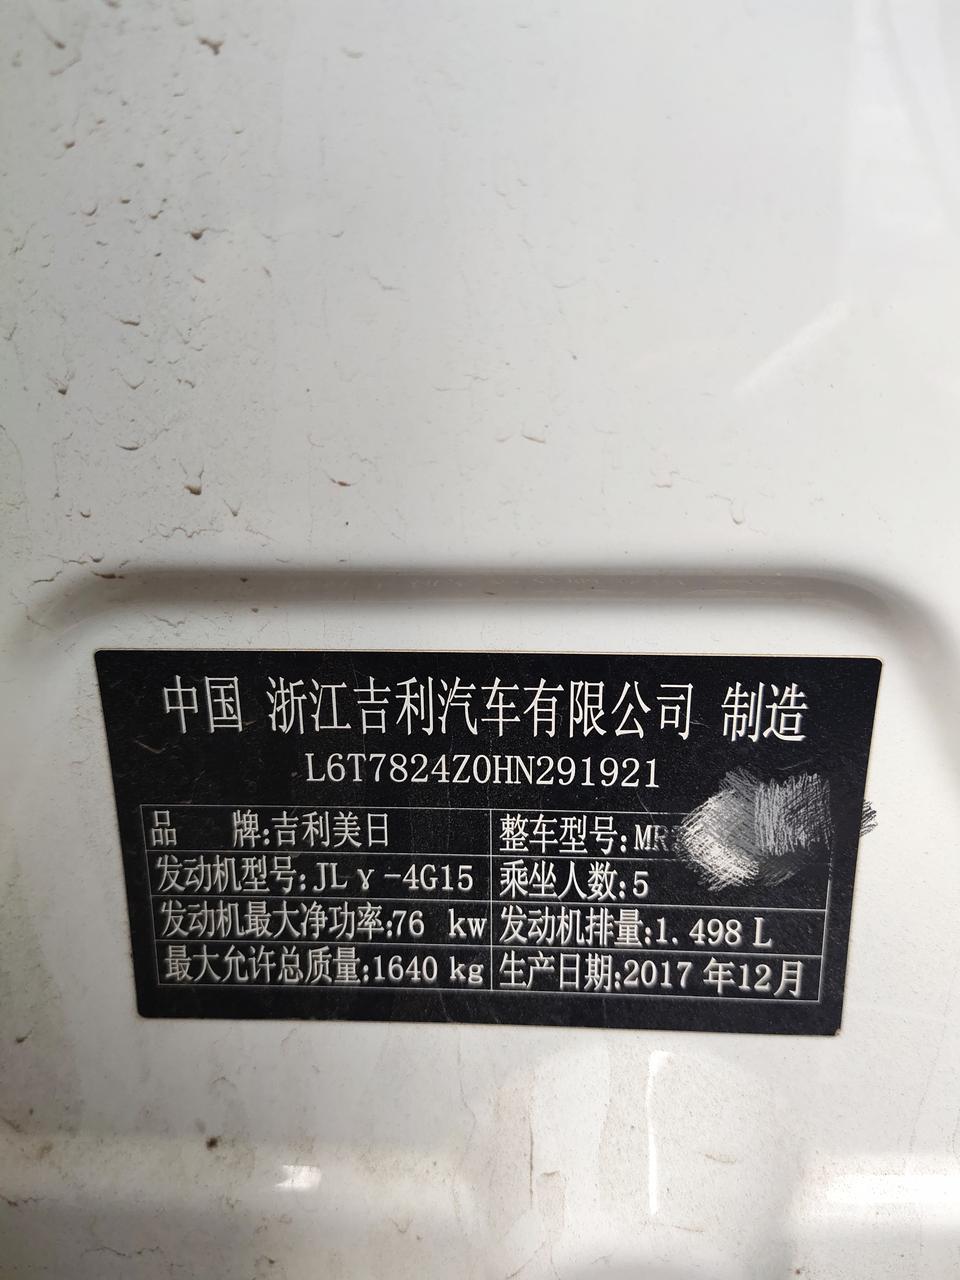 中国 浙江吉利汽车有限公司 制造
L6T7824Z0HN291921
品 牌:吉利美日 整车型号:MR
发动机型号:JLγ-4G15 乘坐人数:5
发动机最大净功率:76 kw 发动机排量:1.498 L
最大允许总质量:1640 kg 生产日期:2017 年12月